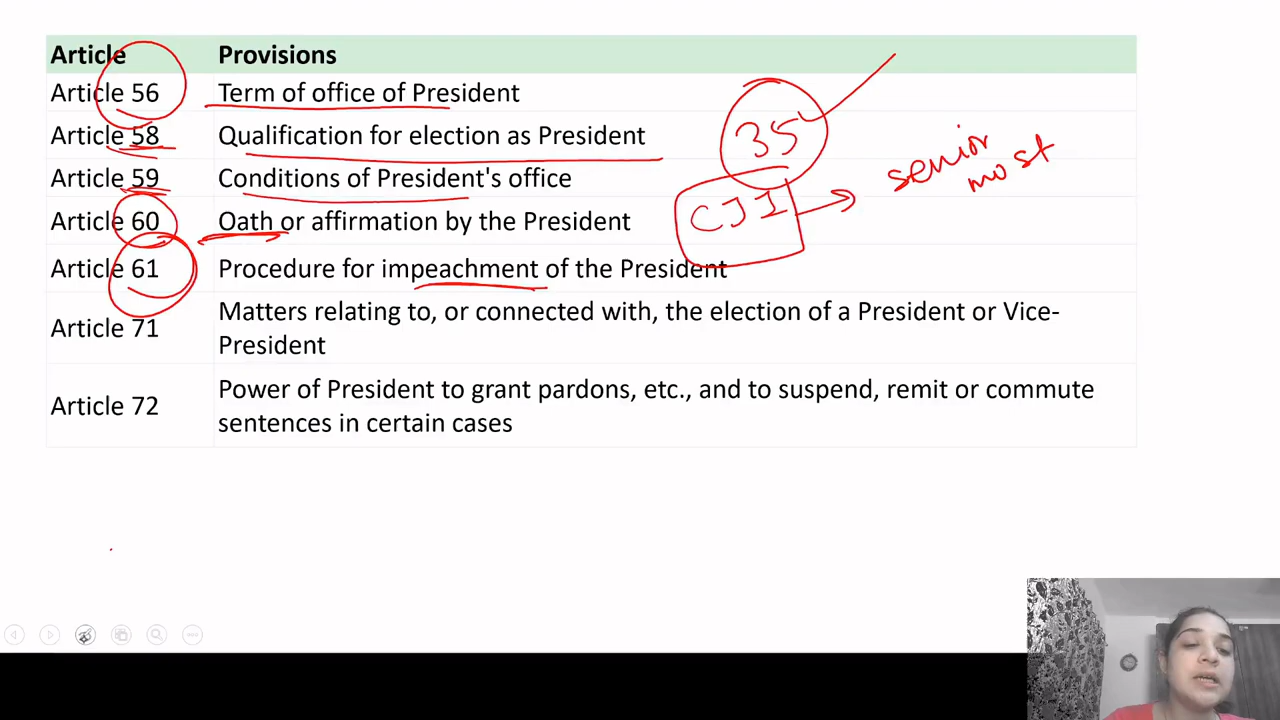 Article Provisions
Article 56 Term of office of President
Article 58 Qualification for election as President
35
Article 59 Conditions of President's office
senior
most
Article 60 Oath or affirmation by the President
CJI
Article 61 Procedure for impeachment of the President
Article 71 Matters relating to, or connected with, the election of a President or Vice-
President
Article 72 Power of President to grant pardons, etc., and to suspend, remit or commute
sentences in certain cases